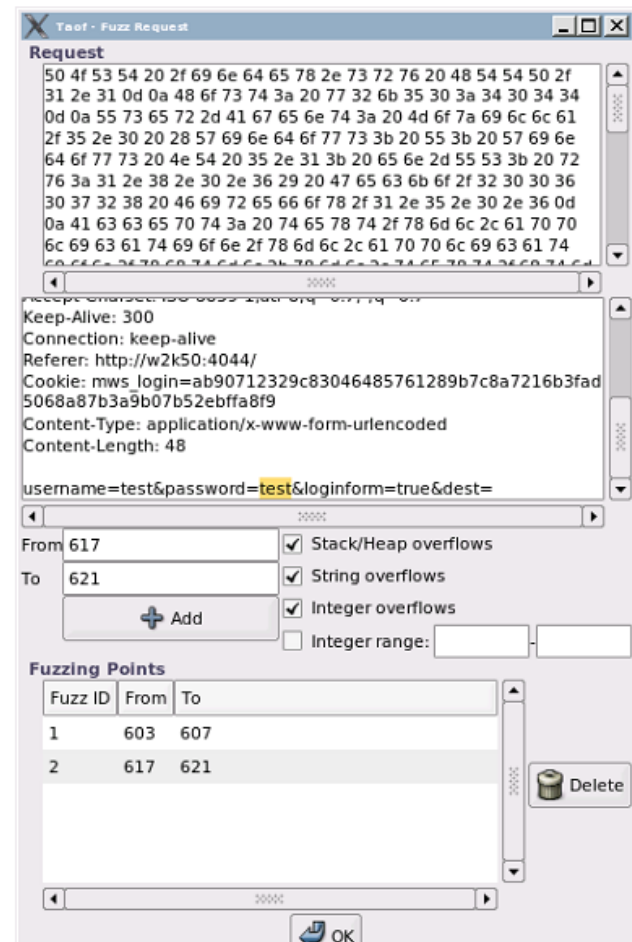 Taof - Fuzz Request
Request
50 4f 53 54 20 2f 69 6e 64 65 78 2e 73 72 76 20 48 54 54 50 2f
31 2e 31 0d 0a 48 6f 73 74 3a 20 77 32 6b 35 30 3a 34 30 34 34
0d 0a 55 73 65 72 2d 41 67 65 6e 74 3a 20 4d 6f 7a 69 6c 6c 61
2f 35 2e 30 20 28 57 69 6e 64 6f 77 73 3b 20 55 3b 20 57 69 6e
64 6f 77 73 20 4e 54 20 35 2e 31 3b 20 65 6e 2d 55 53 3b 20 72
76 3a 31 2e 38 2e 30 2e 36 29 20 47 65 63 6b 6f 2f 32 30 30 36
30 37 32 38 20 46 69 72 65 66 6f 78 2f 31 2e 35 2e 30 2e 36 0d
0a 41 63 63 65 70 74 3a 20 74 65 78 74 2f 78 6d 6c 2c 61 70 70
6c 69 63 61 74 69 6f 6e 2f 78 6d 6c 2c 61 70 70 6c 69 63 61 74
Keep-Alive: 300
Connection: keep-alive
Referer: http://w2k50:4044/
Cookie: mws_login=ab90712329c83046485761289b7c8a7216b3fad
5068a87b3a9b07b52ebffa8f9
Content-Type: application/x-www-form-urlencoded
Content-Length: 48
username=test&password=test&loginform=true&dest=
From 617
Stack/Heap overflows
To 621
String overflows
Add
Integer overflows
Integer range: -
Fuzzing Points
Fuzz ID From To
1 603 607
2 617 621
Delete
OK